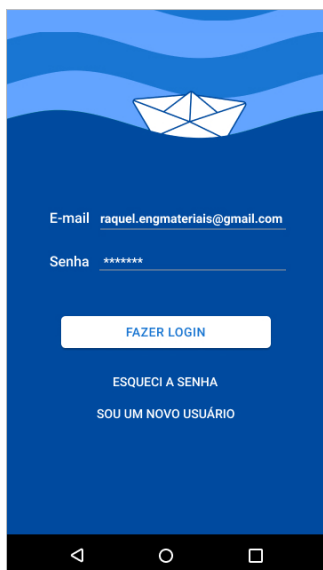 E-mail raquel.engmateriais@gmail.com
Senha *******
FAZER LOGIN
ESQUECI A SENHA
SOU UM NOVO USUÁRIO